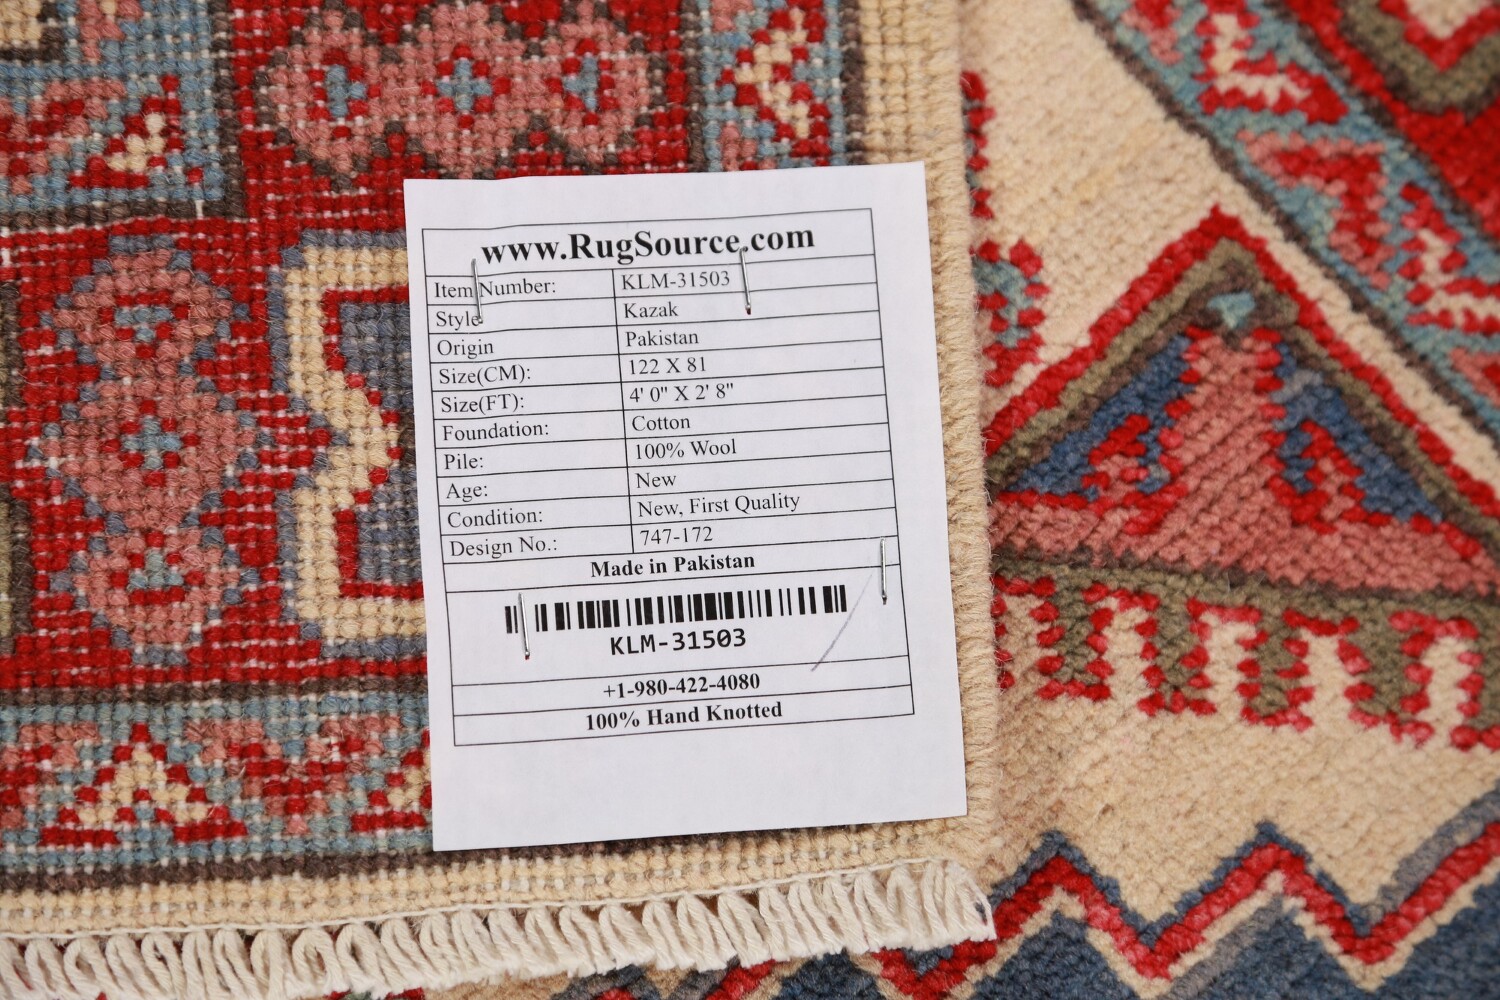 www.RugSource.com
Item Number: KLM-31503
Style Kazak
Origin Pakistan
Size(CM): 122 X 81
Size(FT): 4' 0" X 2' 8"
Foundation: Cotton
Pile: 100% Wool
Age: New
Condition: New, First Quality
Design No.: 747-172
Made in Pakistan
KLM-31503
+1-980-422-4080
100% Hand Knotted